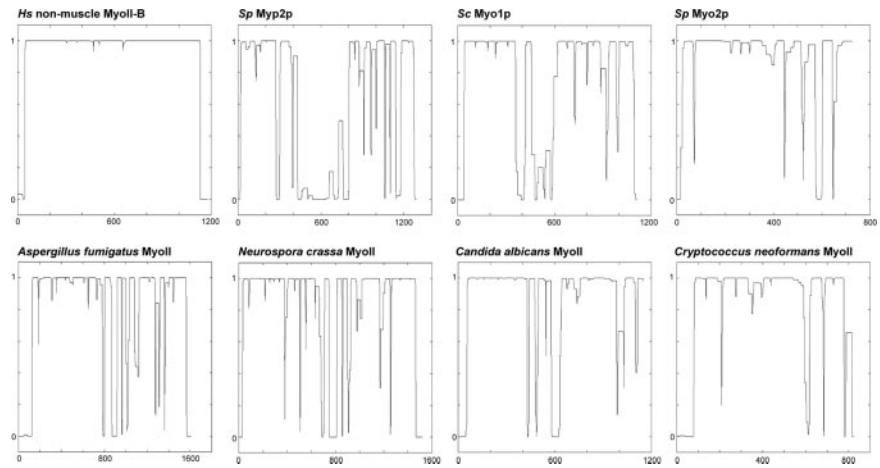 Hs non-muscle MyoII-B
Sp Myp2p
Sc Myo1p
Sp Myo2p
1
0
0 600 1200
1
0
0 400 800 1200
1
0
0 600 1200
1
0
0 400 800
Aspergillus fumigatus MyoII
Neurospora crassa MyoII
Candida albicans MyoII
Cryptococcus neoformans MyoII
1
0
0 800 1600
1
0
0 800 1600
1
0
0 600 1200
1
0
0 400 800